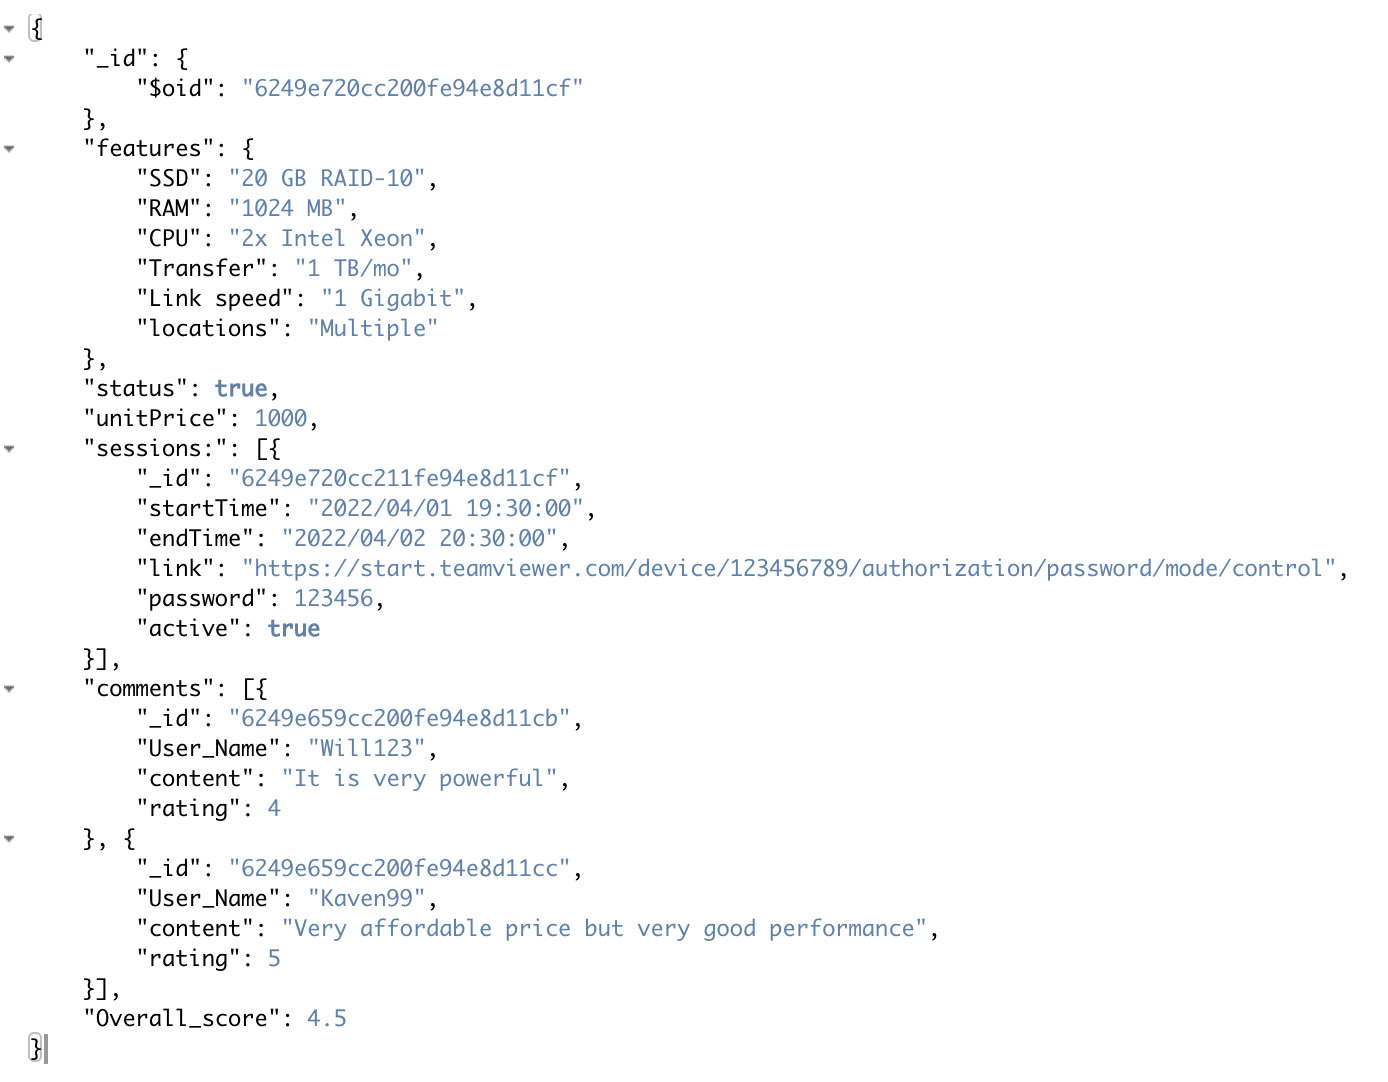 {
"_id": {
"$oid": "6249e720cc200fe94e8d11cf"
},
"features": {
"SSD": "20 GB RAID-10",
"RAM": "1024 MB",
"CPU": "2x Intel Xeon",
"Transfer": "1 TB/mo",
"Link speed": "1 Gigabit",
"locations": "Multiple"
},
"status": true,
"unitPrice": 1000,
"sessions:": [{
"_id": "6249e720cc211fe94e8d11cf",
"startTime": "2022/04/01 19:30:00",
"endTime": "2022/04/02 20:30:00",
"link": "https://start.teamviewer.com/device/123456789/authorization/password/mode/control",
"password": 123456,
"active": true
}],
"comments": [{
"_id": "6249e659cc200fe94e8d11cb",
"User_Name": "Will123",
"content": "It is very powerful",
"rating": 4
}, {
"_id": "6249e659cc200fe94e8d11cc",
"User_Name": "Kaven99",
"content": "Very affordable price but very good performance",
"rating": 5
}],
"Overall_score": 4.5
}